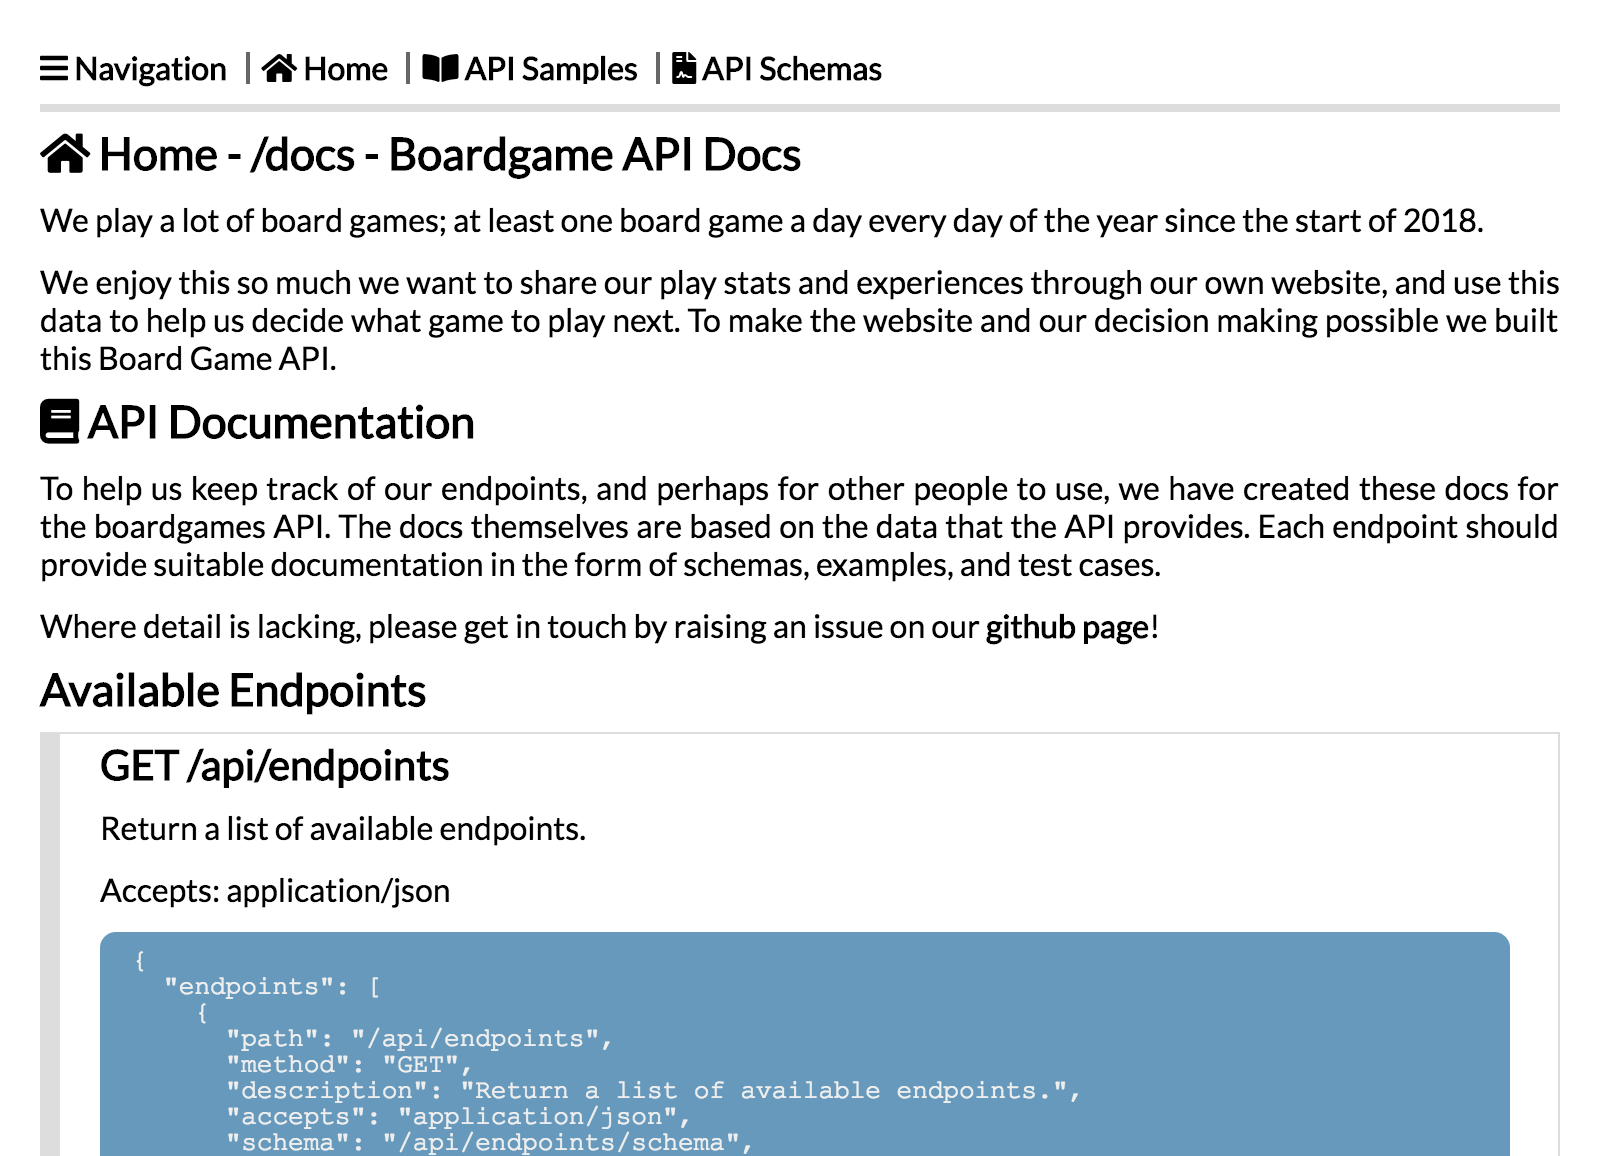 Navigation | Home | API Samples | API Schemas
Home - /docs - Boardgame API Docs
We play a lot of board games; at least one board game a day every day of the year since the start of 2018.
We enjoy this so much we want to share our play stats and experiences through our own website, and use this
data to help us decide what game to play next. To make the website and our decision making possible we built
this Board Game API.
API Documentation
To help us keep track of our endpoints, and perhaps for other people to use, we have created these docs for
the boardgames API. The docs themselves are based on the data that the API provides. Each endpoint should
provide suitable documentation in the form of schemas, examples, and test cases.
Where detail is lacking, please get in touch by raising an issue on our github page!
Available Endpoints
GET /api/endpoints
Return a list of available endpoints.
Accepts: application/json
{
  "endpoints": [
    {
      "path": "/api/endpoints",
      "method": "GET",
      "description": "Return a list of available endpoints.",
      "accepts": "application/json",
      "schema": "/api/endpoints/schema",